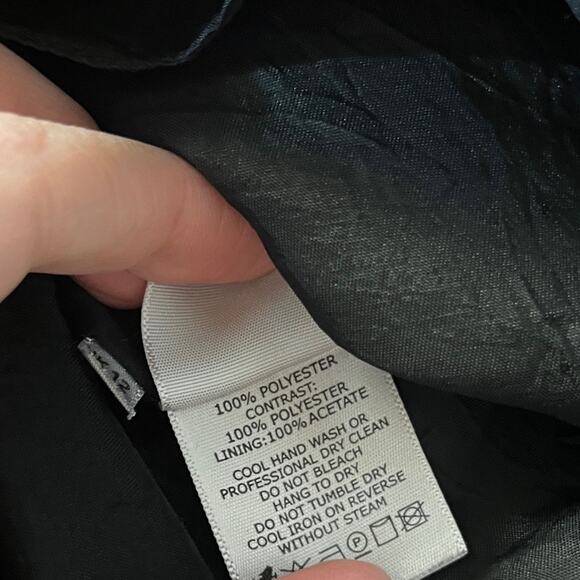 100% POLYESTER
CONTRAST:
100% POLYESTER
LINING:100% ACETATE
COOL HAND WASH OR
PROFESSIONAL DRY CLEAN
DO NOT BLEACH
HANG TO DRY
DO NOT TUMBLE DRY
COOL IRON ON REVERSE
WITHOUT STEAM
P